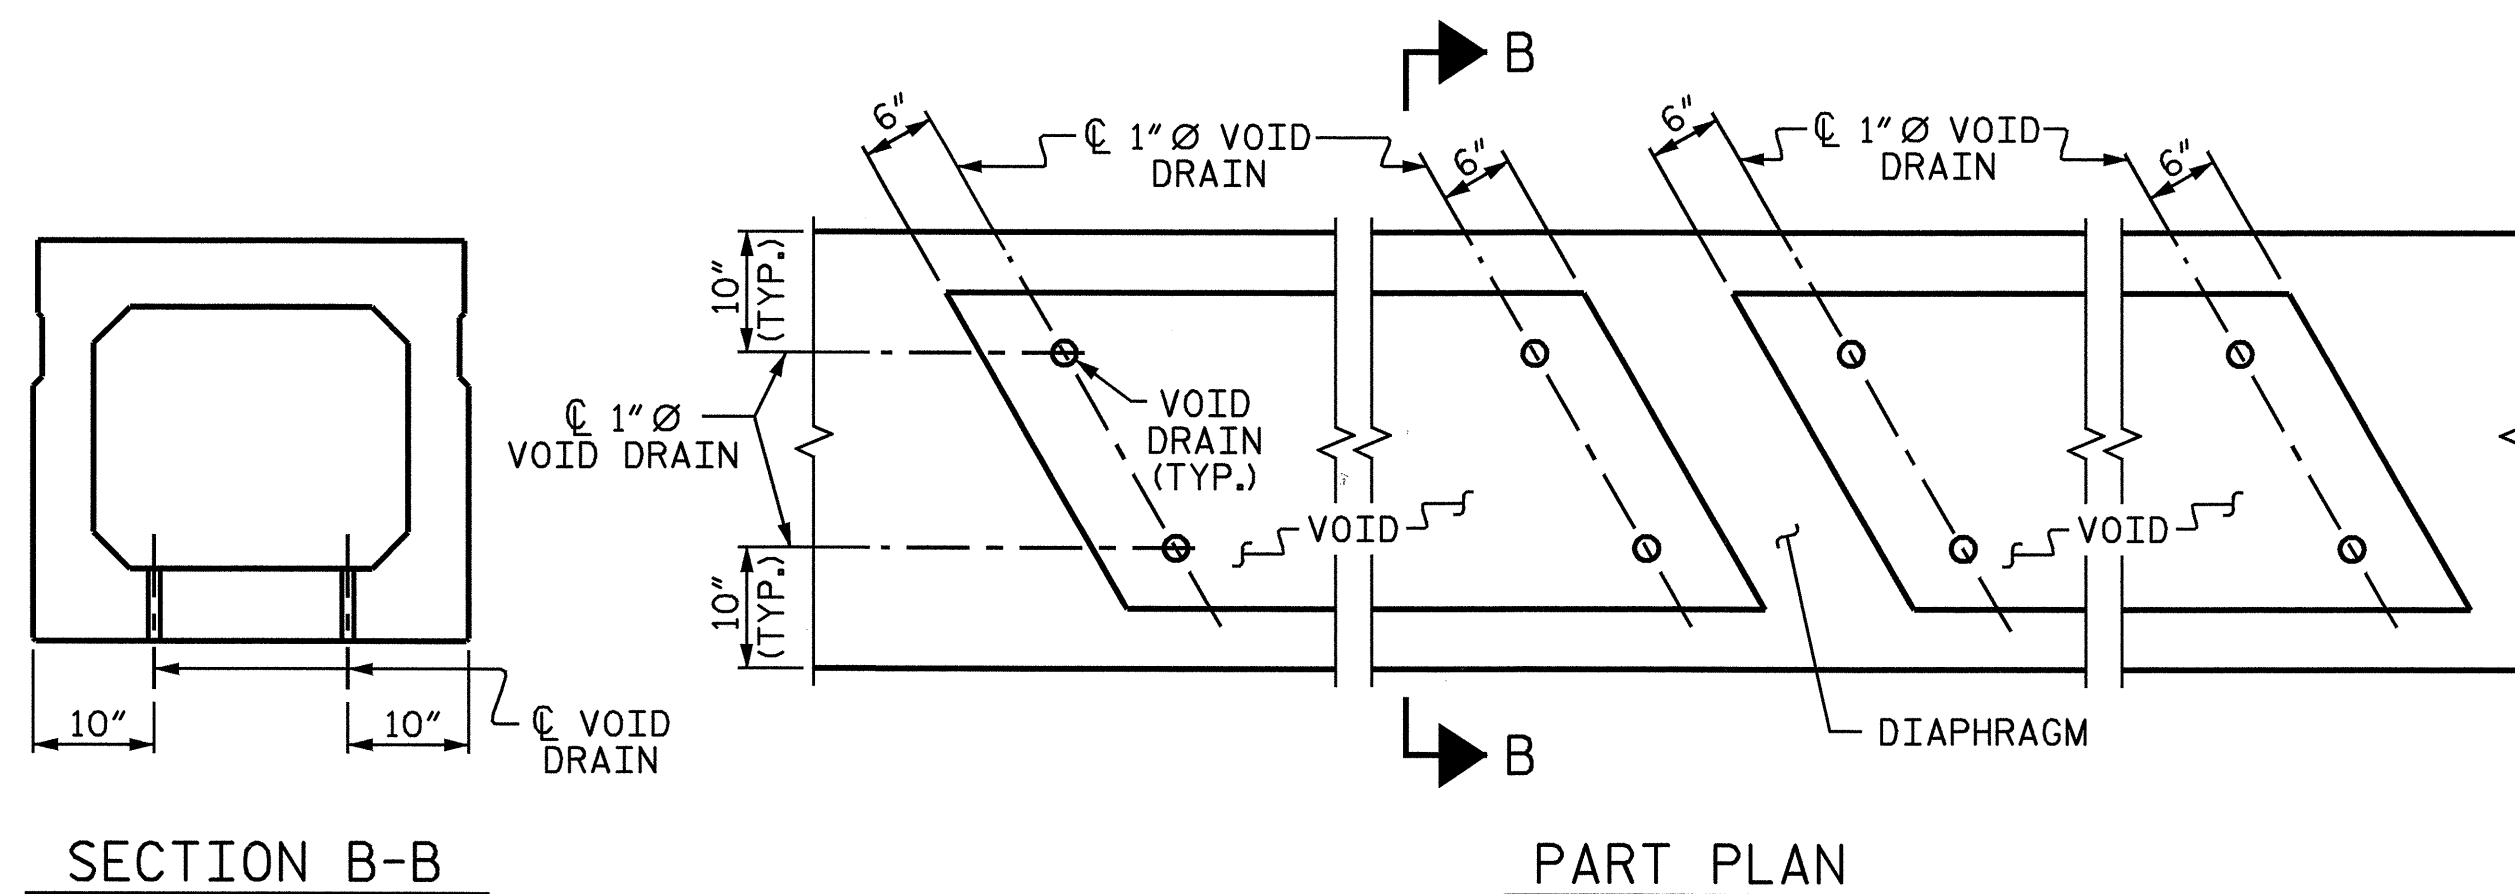 B
6"
℄ 1"Ø VOID
DRAIN
6"
6"
℄ 1"Ø VOID
DRAIN
6"
10"
(TYP.)
℄ 1"Ø
VOID DRAIN
VOID
DRAIN
(TYP.)
VOID
VOID
10"
(TYP.)
10"
10"
℄ VOID
DRAIN
DIAPHRAGM
B
SECTION B-B
PART PLAN